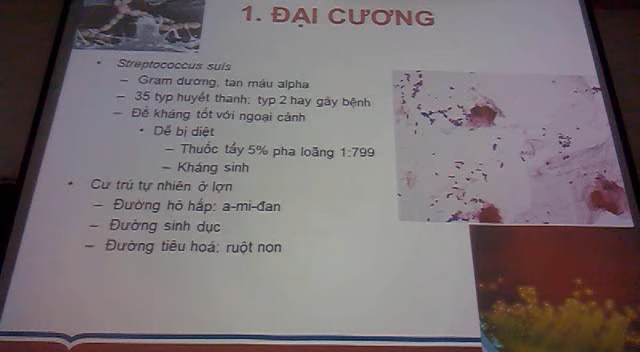 1. ĐẠI CƯƠNG
• Streptococcus suis
– Gram dương, tan máu alpha
– 35 typ huyết thanh: typ 2 hay gây bệnh
– Đề kháng tốt với ngoại cảnh
• Dễ bị diệt
– Thuốc tẩy 5% pha loãng 1:799
– Kháng sinh
• Cư trú tự nhiên ở lợn
– Đường hô hấp: a-mi-đan
– Đường sinh dục
– Đường tiêu hoá: ruột non